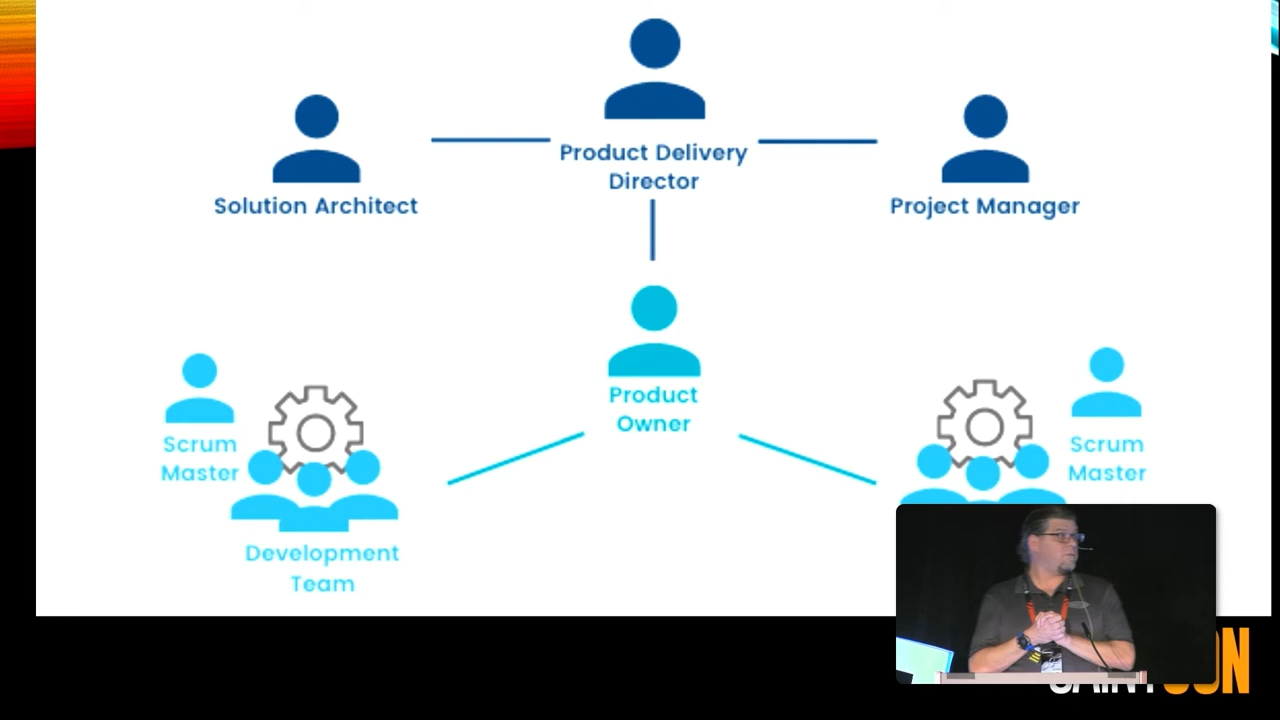 Product Delivery
Director
Solution Architect
Project Manager
Product
Owner
Scrum
Master
Scrum
Master
Development
Team